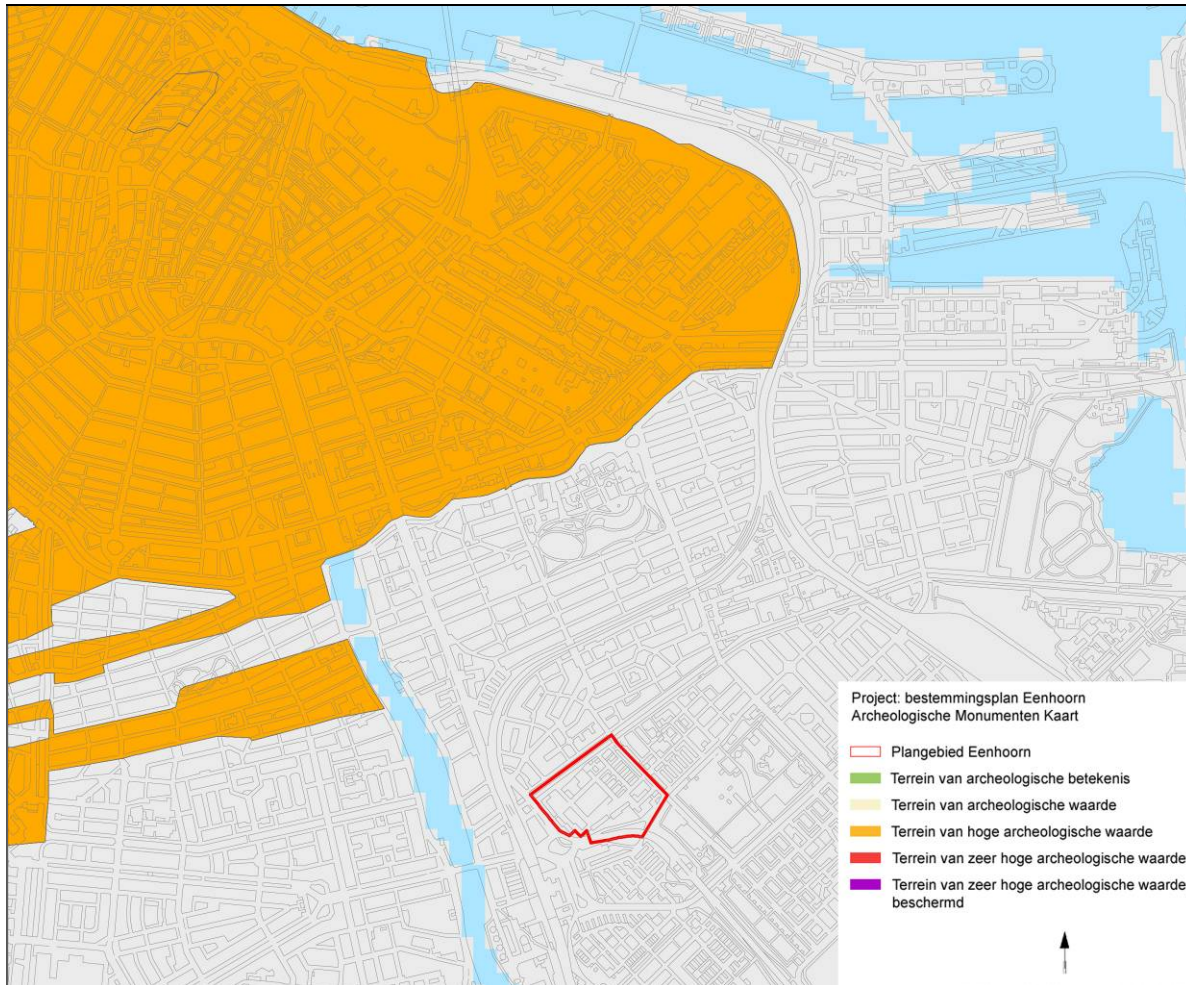 Project: bestemmingsplan Eenhoorn
Archeologische Monumenten Kaart
Plangebied Eenhoorn
Terrein van archeologische betekenis
Terrein van archeologische waarde
Terrein van hoge archeologische waarde
Terrein van zeer hoge archeologische waarde
Terrein van zeer hoge archeologische waarde
beschermd